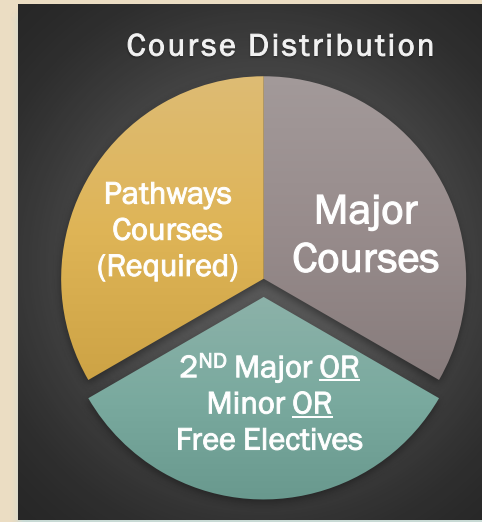 Course Distribution
Pathways
Courses
(Required)
Major
Courses
2ND Major OR
Minor OR
Free Electives